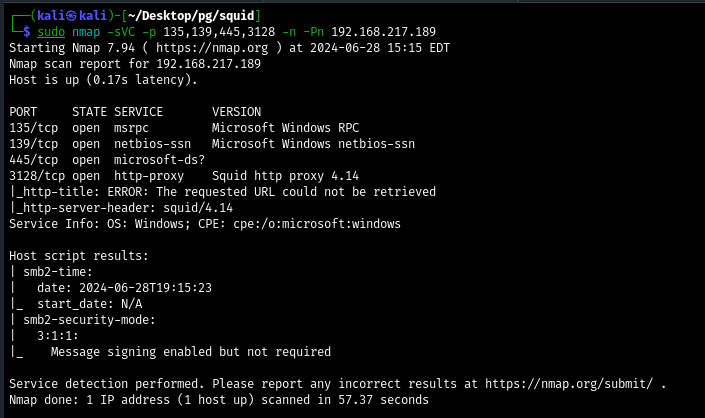 ┌──(kali㉿kali)-[~/Desktop/pg/squid]
└─$ sudo nmap -sVC -p 135,139,445,3128 -n -Pn 192.168.217.189
Starting Nmap 7.94 ( https://nmap.org ) at 2024-06-28 15:15 EDT
Nmap scan report for 192.168.217.189
Host is up (0.17s latency).

PORT     STATE SERVICE       VERSION
135/tcp  open  msrpc         Microsoft Windows RPC
139/tcp  open  netbios-ssn   Microsoft Windows netbios-ssn
445/tcp  open  microsoft-ds?
3128/tcp open  http-proxy    Squid http proxy 4.14
|_http-title: ERROR: The requested URL could not be retrieved
|_http-server-header: squid/4.14
Service Info: OS: Windows; CPE: cpe:/o:microsoft:windows

Host script results:
| smb2-time:
|   date: 2024-06-28T19:15:23
|_  start_date: N/A
| smb2-security-mode:
|   3:1:1:
|_    Message signing enabled but not required

Service detection performed. Please report any incorrect results at https://nmap.org/submit/ .
Nmap done: 1 IP address (1 host up) scanned in 57.37 seconds